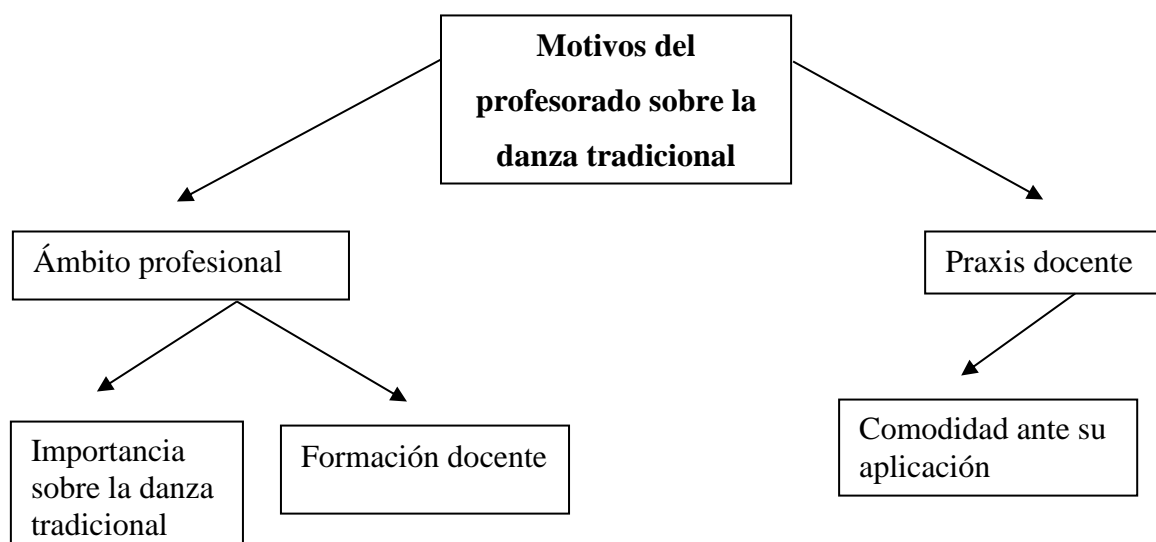 Motivos del
profesorado sobre la
danza tradicional
Ámbito profesional
Praxis docente
Importancia
sobre la danza
tradicional
Formación docente
Comodidad ante su
aplicación